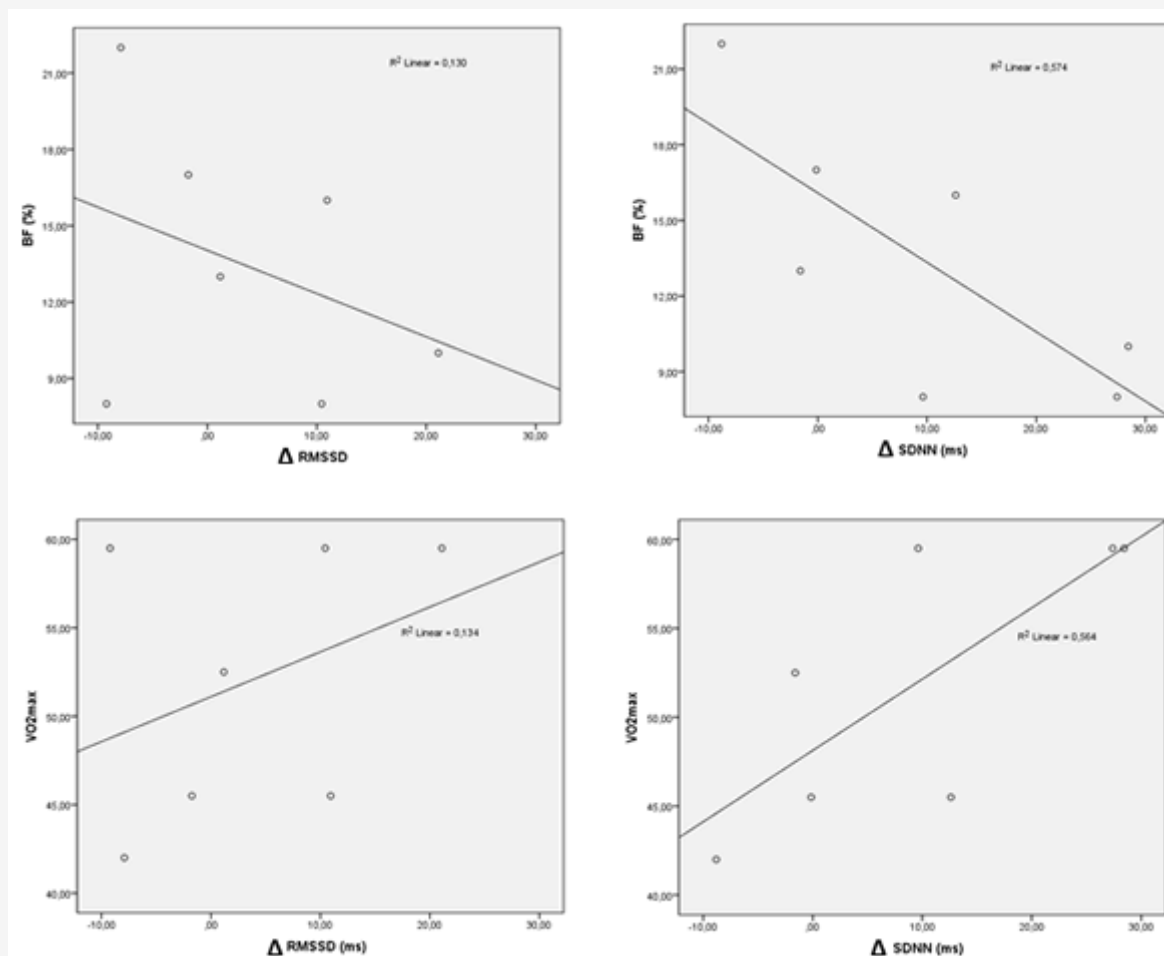 R² Linear = 0,130
BF (%)
21,00
18,00
15,00
12,00
9,00
-10,00 ,00 10,00 20,00 30,00
Δ RMSSD
R² Linear = 0,574
BF (%)
21,00
18,00
15,00
12,00
9,00
-10,00 ,00 10,00 20,00 30,00
Δ SDNN (ms)
R² Linear = 0,134
VO2max
60,00
55,00
50,00
45,00
40,00
-10,00 ,00 10,00 20,00 30,00
Δ RMSSD (ms)
R² Linear = 0,564
VO2max
60,00
55,00
50,00
45,00
40,00
-10,00 ,00 10,00 20,00 30,00
Δ SDNN (ms)